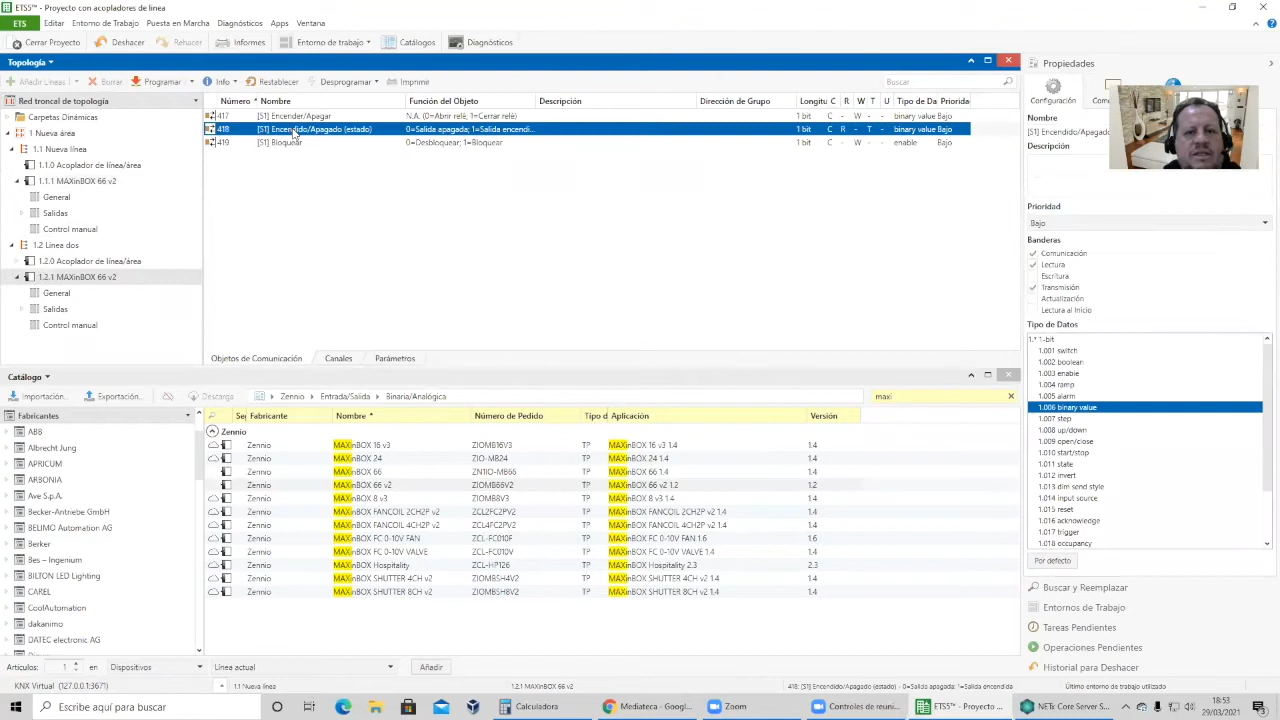 ETS5™ - Proyecto con acopladores de linea
ETS Editar Entorno de Trabajo Puesta en Marcha Diagnósticos Apps Ventana
Cerrar Proyecto Deshacer Rehacer Informes Entorno de trabajo Catálogos Diagnósticos
Topología
Añadir Líneas Borrar Programar Info Restablecer Desprogramar Imprimir Buscar
Red troncal de topología
Carpetas Dinámicas
1 Nueva área
1.1 Nueva línea
1.1.0 Acoplador de línea/área
1.1.1 MAXinBOX 66 v2
General
Salidas
Control manual
1.2 Linea dos
1.2.0 Acoplador de línea/área
1.2.1 MAXinBOX 66 v2
General
Salidas
Control manual
Número Nombre Función del Objeto Descripción Dirección de Grupo Longitu C R W T U Tipo de Da Priorida
417 [S1] Encender/Apagar N.A. (0=Abrir relé; 1=Cerrar relé) 1 bit C - W - - binary value Bajo
418 [S1] Encendido/Apagado (estado) 0=Salida apagada; 1=Salida encendi... 1 bit C R - T - binary value Bajo
419 [S1] Bloquear 0=Desbloquear; 1=Bloquear 1 bit C - W - - enable Bajo
Objetos de Comunicación Canales Parámetros
Catálogo
Importación.. Exportación.. Descarga Zennio Entrada/Salida Binaria/Analógica maxi
Fabricantes
ABB
Albrecht Jung
APRICUM
ARBONIA
Ave S.p.A.
Becker-Antriebe GmbH
BELIMO Automation AG
Berker
Bes – Ingenium
BILTON LED Lighting
CAREL
CoolAutomation
dakanimo
DATEC electronic AG
Se Fabricante Nombre Número de Pedido Tipo d Aplicación Versión
Zennio
Zennio MAXinBOX 16 v3 ZIOMB16V3 TP MAXinBOX 16 v3 1.4 1.4
Zennio MAXinBOX 24 ZIO-MB24 TP MAXinBOX 24 1.4 1.4
Zennio MAXinBOX 66 ZN1IO-MB66 TP MAXinBOX 66 1.4 1.4
Zennio MAXinBOX 66 v2 ZIOMB66V2 TP MAXinBOX 66 v2 1.2 1.2
Zennio MAXinBOX 8 v3 ZIOMB8V3 TP MAXinBOX 8 v3 1.4 1.4
Zennio MAXinBOX FANCOIL 2CH2P v2 ZCL2FC2PV2 TP MAXinBOX FANCOIL 2CH2P v2 1.4 1.4
Zennio MAXinBOX FANCOIL 4CH2P v2 ZCL4FC2PV2 TP MAXinBOX FANCOIL 4CH2P v2 1.4 1.4
Zennio MAXinBOX FC 0-10V FAN ZCL-FC010F TP MAXinBOX FC 0-10V FAN 1.6 1.6
Zennio MAXinBOX FC 0-10V VALVE ZCL-FC010V TP MAXinBOX FC 0-10V VALVE 1.4 1.4
Zennio MAXinBOX Hospitality ZCL-HP126 TP MAXinBOX Hospitality 2.3 2.3
Zennio MAXinBOX SHUTTER 4CH v2 ZIOMBSH4V2 TP MAXinBOX SHUTTER 4CH v2 1.4 1.4
Zennio MAXinBOX SHUTTER 8CH v2 ZIOMBSH8V2 TP MAXinBOX SHUTTER 8CH v2 1.4 1.4
Artículos: 1 en Dispositivos Línea actual Añadir
Propiedades
Configuración
Nombre
[S1] Encendido/Apagado
Descripción
Prioridad
Bajo
Banderas
Comunicación
Lectura
Escritura
Transmisión
Actualización
Lectura al Inicio
Tipo de Datos
1.* 1-bit
1.001 switch
1.002 boolean
1.003 enable
1.004 ramp
1.005 alarm
1.006 binary value
1.007 step
1.008 up/down
1.009 open/close
1.010 start/stop
1.011 state
1.012 invert
1.013 dim send style
1.014 input source
1.015 reset
1.016 acknowledge
1.017 trigger
1.018 occupancy
Por defecto
Buscar y Reemplazar
Entornos de Trabajo
Tareas Pendientes
Operaciones Pendientes
Historial para Deshacer
KNX Virtual (127.0.0.1:3671) 1.1 Nueva línea 1.2.1 MAXinBOX 66 v2 418: [S1] Encendido/Apagado (estado) - 0=Salida apagada; 1=Salida encendida Último entorno de trabajo utilizado
Escribe aquí para buscar Calculadora Mediateca - Googl... Zoom Controles de reuni... ETS5™ - Proyecto ... NETx Core Server S... 18:53
29/03/2021